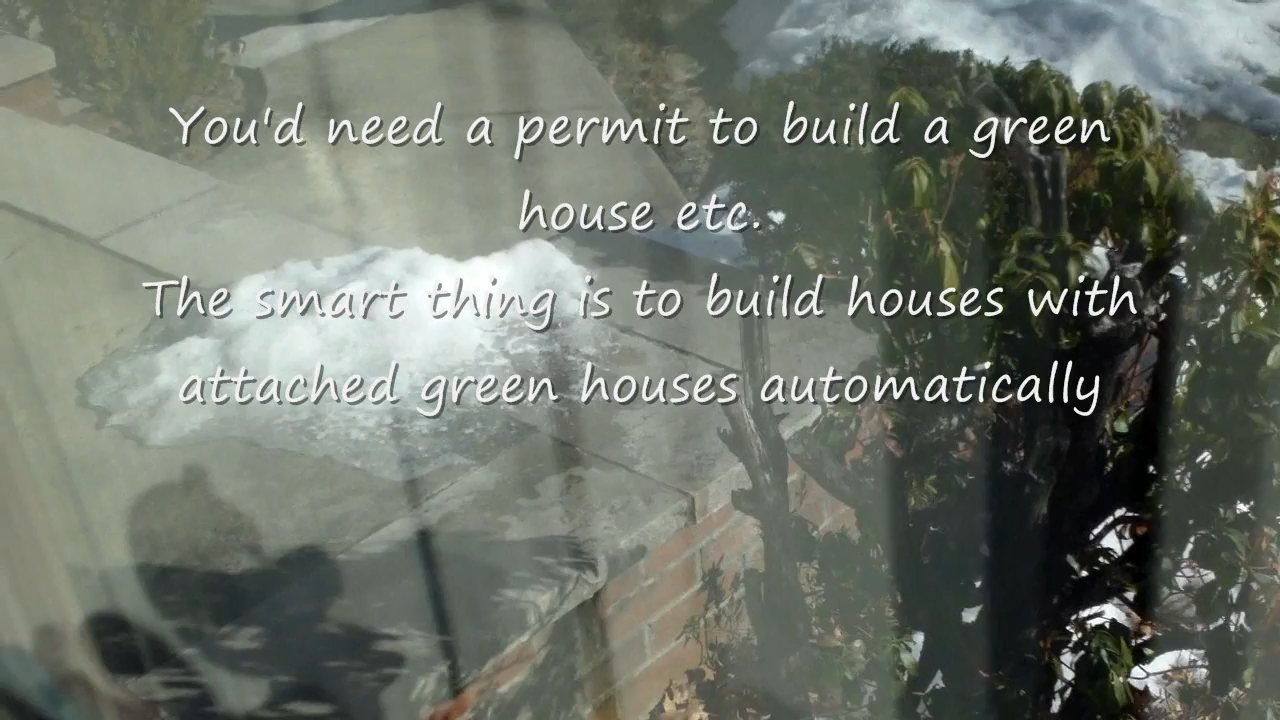 You'd need a permit to build a green
house etc.
The smart thing is to build houses with
attached green houses automatically